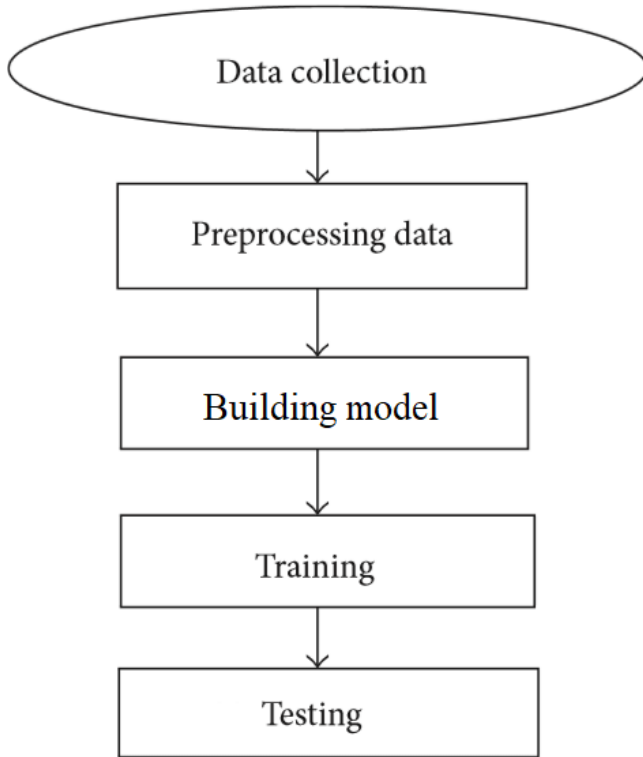 Data collection
Preprocessing data
Building model
Training
Testing